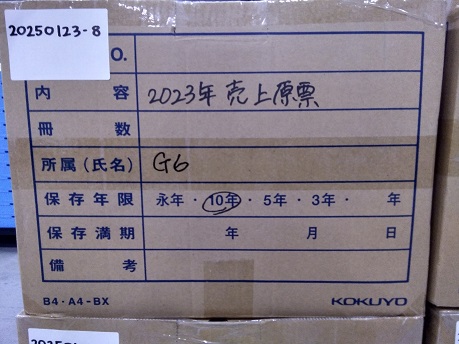 20250123-8
O.
内容 2023年 売上原票
冊数
所属(氏名) G6
保存年限 永年・10年・5年・3年・ 年
保存満期 年 月 日
備考
B4・A4-BX KOKUYO